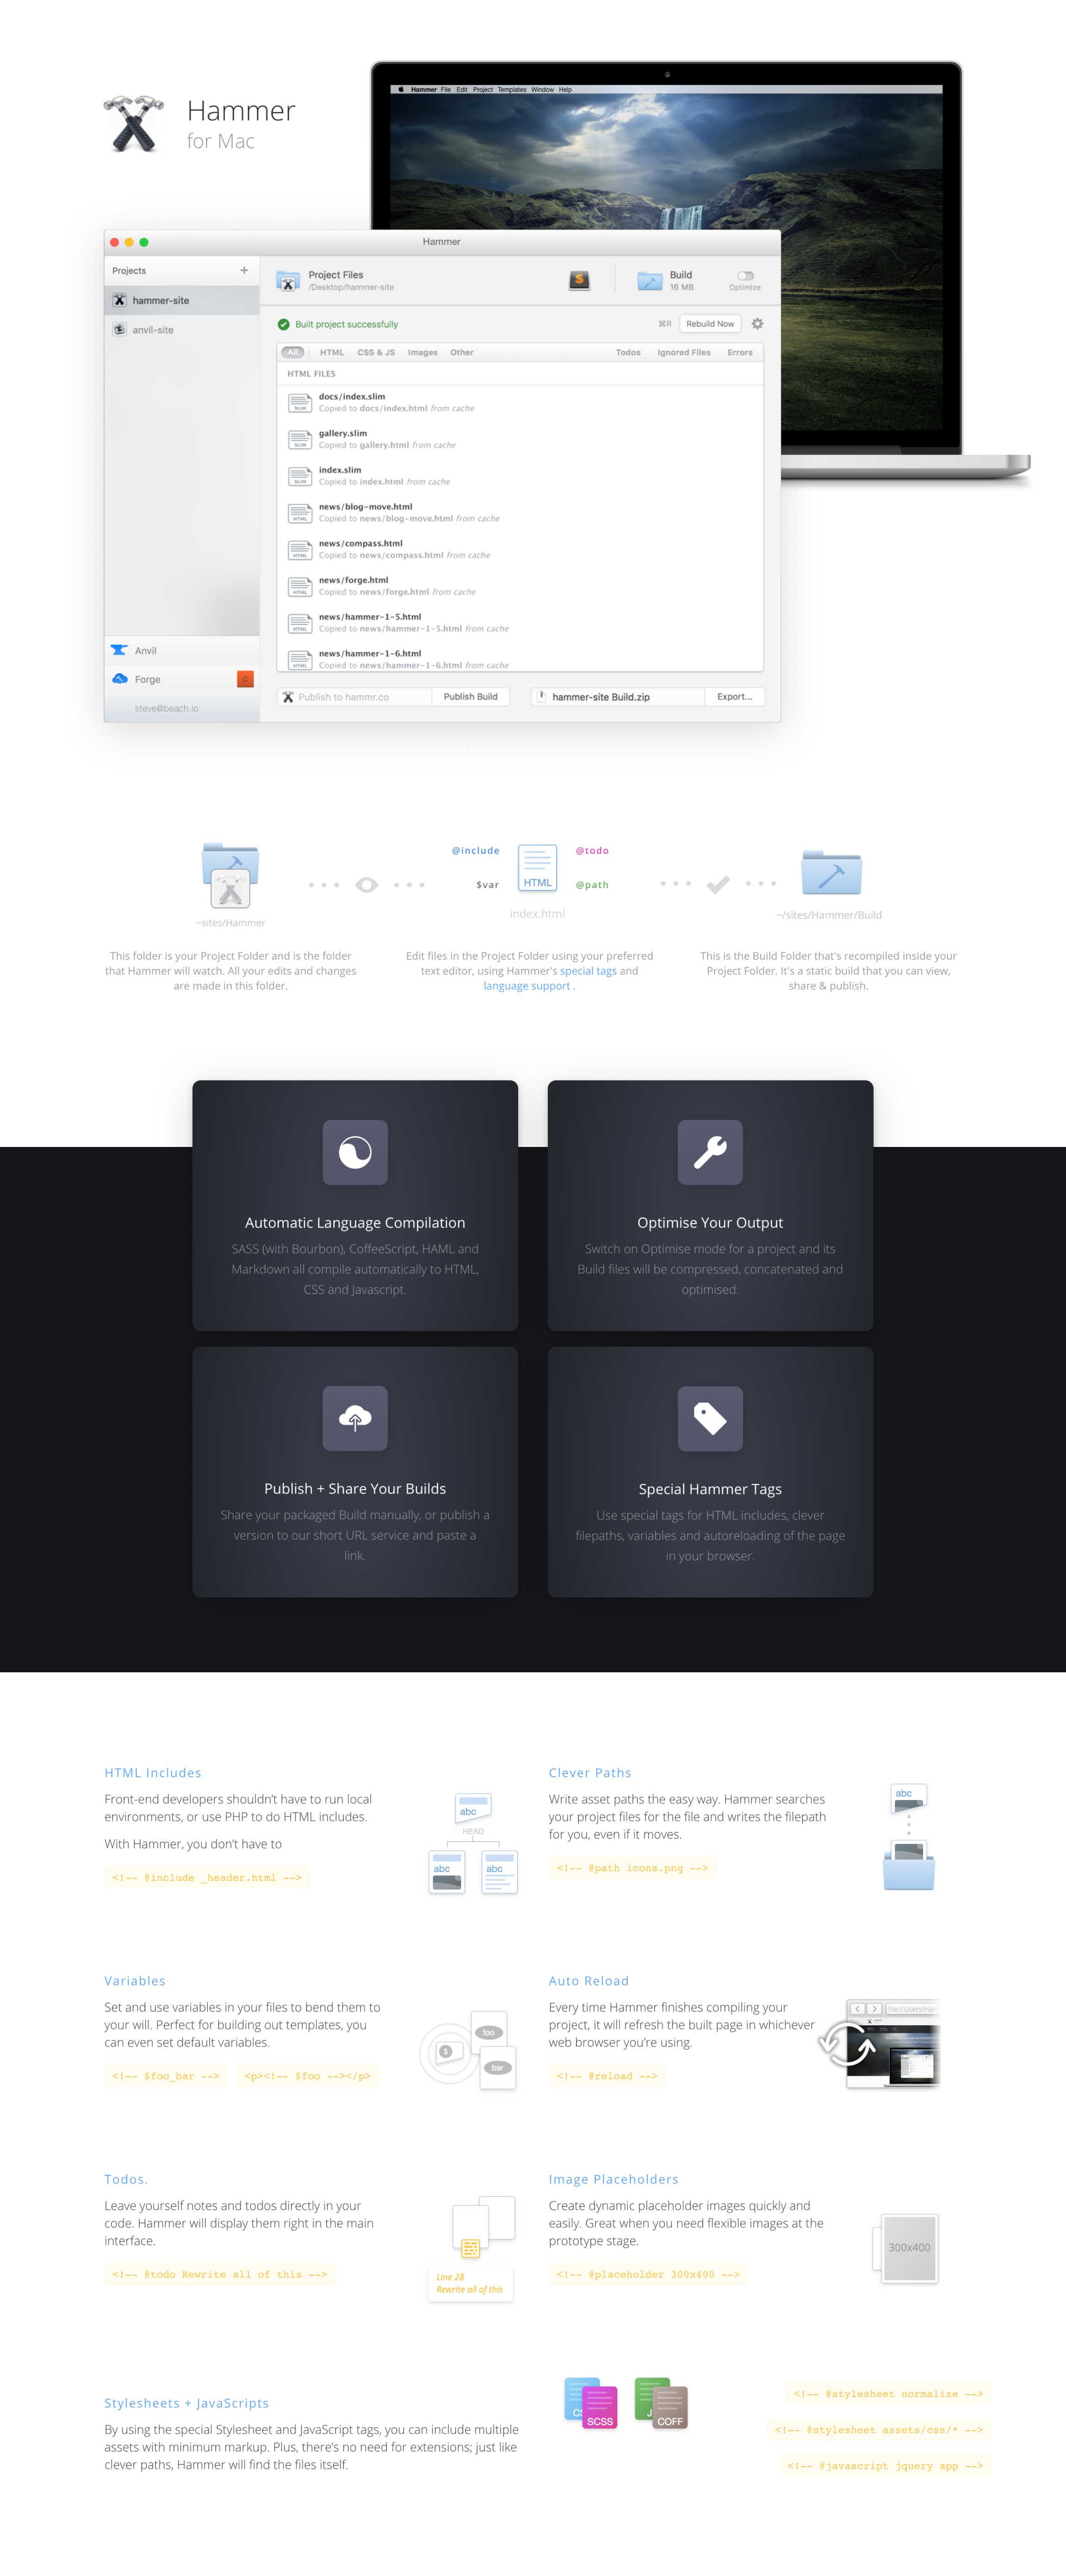 Hammer
for Mac
Hammer File Edit Project Templates Window Help
Hammer
Projects +
hammer-site
anvil-site
Anvil
Forge
steve@beach.io
Project Files
/Desktop/hammer-site
S
Build
16 MB
Optimize
Built project successfully
⌘R Rebuild Now
All HTML CSS & JS Images Other Todos Ignored Files Errors
HTML FILES
SLIM
docs/index.slim
Copied to docs/index.html from cache
SLIM
gallery.slim
Copied to gallery.html from cache
SLIM
index.slim
Copied to index.html from cache
HTML
news/blog-move.html
Copied to news/blog-move.html from cache
HTML
news/compass.html
Copied to news/compass.html from cache
HTML
news/forge.html
Copied to news/forge.html from cache
HTML
news/hammer-1-5.html
Copied to news/hammer-1-5.html from cache
HTML
news/hammer-1-6.html
Copied to news/hammer-1-6.html from cache
Publish to hammr.co Publish Build hammer-site Build.zip Export...
~sites/Hammer
This folder is your Project Folder and is the folder
that Hammer will watch. All your edits and changes
are made in this folder.
@include @todo
$var HTML @path
index.html
Edit files in the Project Folder using your preferred
text editor, using Hammer's special tags and
language support .
~/sites/Hammer/Build
This is the Build Folder that's recompiled inside your
Project Folder. It's a static build that you can view,
share & publish.
Automatic Language Compilation
SASS (with Bourbon), CoffeeScript, HAML and
Markdown all compile automatically to HTML,
CSS and Javascript.
Optimise Your Output
Switch on Optimise mode for a project and its
Build files will be compressed, concatenated and
optimised.
Publish + Share Your Builds
Share your packaged Build manually, or publish a
version to our short URL service and paste a
link.
Special Hammer Tags
Use special tags for HTML includes, clever
filepaths, variables and autoreloading of the page
in your browser.
HTML Includes
Front-end developers shouldn’t have to run local
environments, or use PHP to do HTML includes.
With Hammer, you don’t have to
<!-- @include _header.html -->
abc
HEAD
abc abc
Clever Paths
Write asset paths the easy way. Hammer searches
your project files for the file and writes the filepath
for you, even if it moves.
<!-- @path icons.png -->
abc
Variables
Set and use variables in your files to bend them to
your will. Perfect for building out templates, you
can even set default variables.
<!-- $foo_bar --> <p><!-- $foo --></p>
foo
$
bar
Auto Reload
Every time Hammer finishes compiling your
project, it will refresh the built page in whichever
web browser you’re using.
<!-- @reload -->
file://Users/Ham
Todos.
Leave yourself notes and todos directly in your
code. Hammer will display them right in the main
interface.
<!-- @todo Rewrite all of this -->
Line 28
Rewrite all of this
Image Placeholders
Create dynamic placeholder images quickly and
easily. Great when you need flexible images at the
prototype stage.
<!-- @placeholder 300x400 -->
300x400
Stylesheets + JavaScripts
By using the special Stylesheet and JavaScript tags, you can include multiple
assets with minimum markup. Plus, there’s no need for extensions; just like
clever paths, Hammer will find the files itself.
SCSS
COFF
<!-- @stylesheet normalize -->
<!-- @stylesheet assets/css/* -->
<!-- @javascript jquery app -->